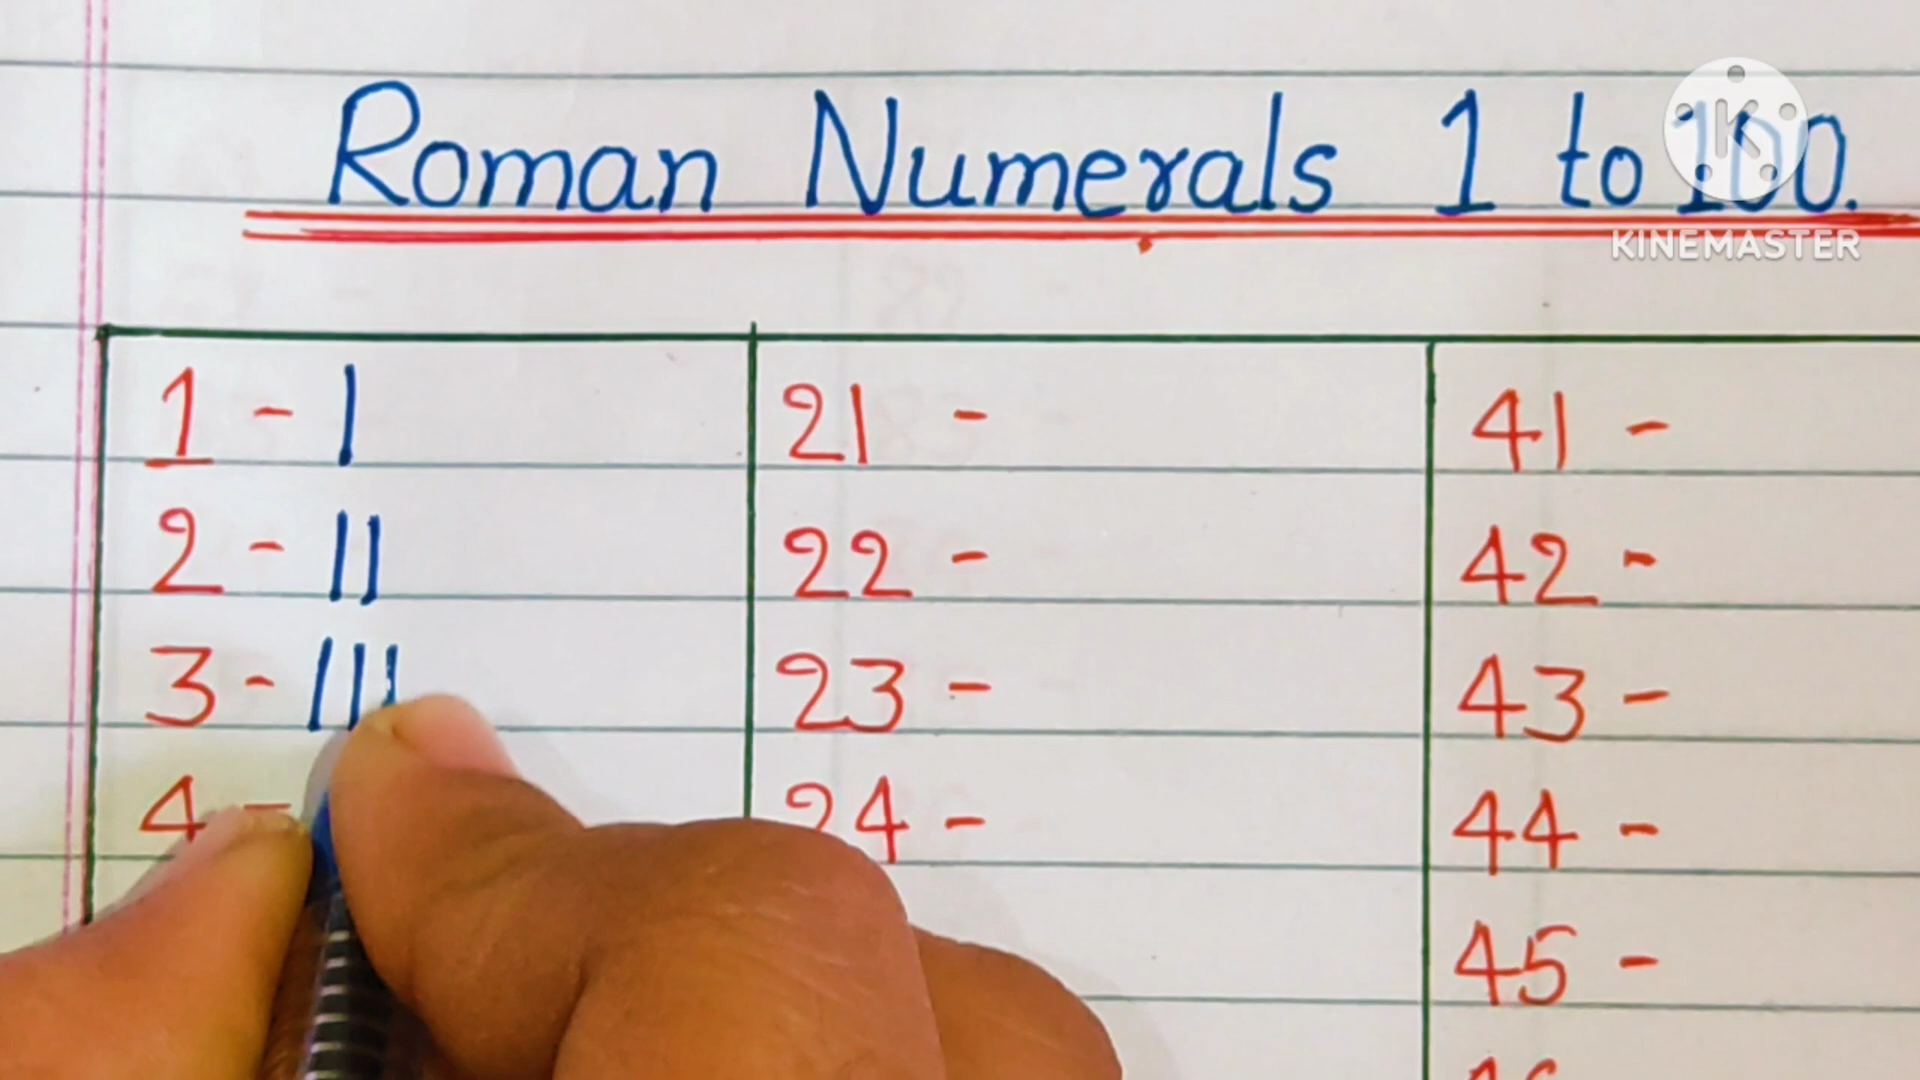 Roman Numerals 1 to 100.
K
KINEMASTER
1 - I
2 - II
3 - III
4 -
21 -
22 -
23 -
24 -
41 -
42 -
43 -
44 -
45 -